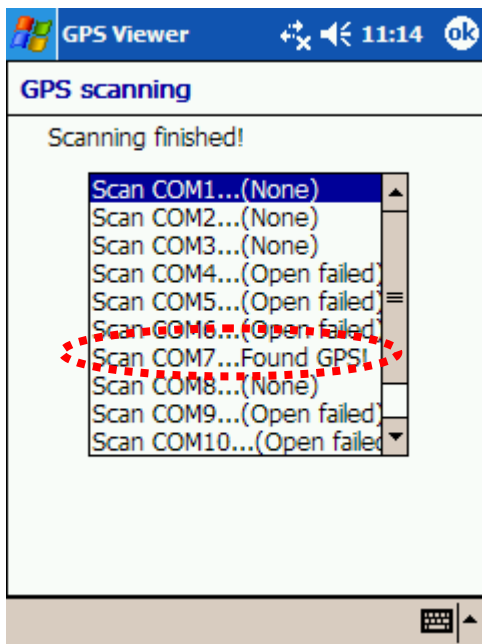 GPS Viewer 11:14 ok
GPS scanning
Scanning finished!
Scan COM1...(None)
Scan COM2...(None)
Scan COM3...(None)
Scan COM4...(Open failed)
Scan COM5...(Open failed)
Scan COM6...(Open failed)
Scan COM7...Found GPS!
Scan COM8...(None)
Scan COM9...(Open failed)
Scan COM10...(Open failed